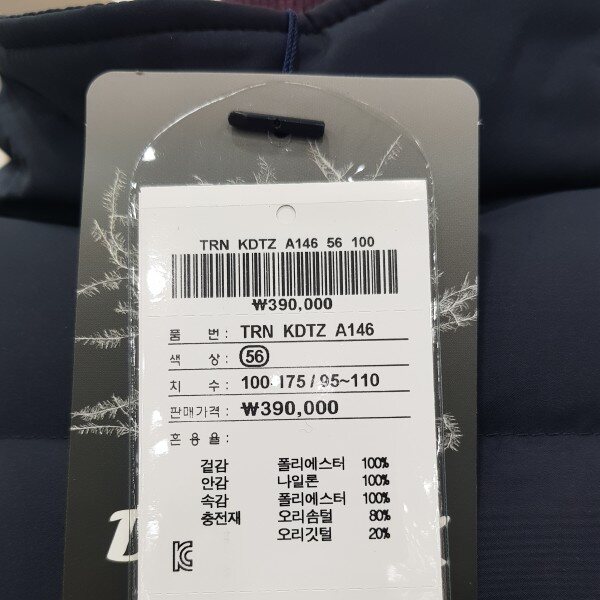 TRN KDTZ A146 56 100
₩390,000
품 번 : TRN KDTZ A146
색 상 : 56
치 수 : 100-175 / 95~110
판매가격 : ₩390,000
혼 용 율 :
겉감 폴리에스터 100%
안감 나일론 100%
속감 폴리에스터 100%
충전재 오리솜털 80%
오리깃털 20%